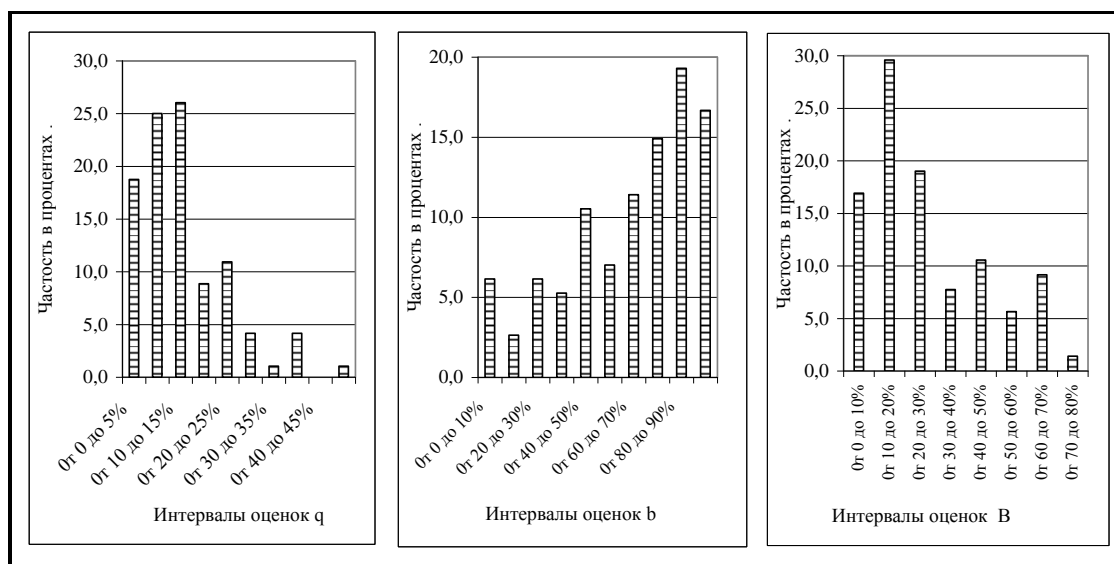 30,0
25,0
20,0
15,0
10,0
5,0
0,0
Частость в процентах .
0т 0 до 5%
0т 10 до 15%
0т 20 до 25%
0т 30 до 35%
0т 40 до 45%
Интервалы оценок q
20,0
15,0
10,0
5,0
0,0
Частость в процентах .
0т 0 до 10%
0т 20 до 30%
0т 40 до 50%
0т 60 до 70%
0т 80 до 90%
Интервалы оценок b
30,0
25,0
20,0
15,0
10,0
5,0
0,0
Частость в процентах .
0т 0 до 10%
0т 10 до 20%
0т 20 до 30%
0т 30 до 40%
0т 40 до 50%
0т 50 до 60%
0т 60 до 70%
0т 70 до 80%
Интервалы оценок B